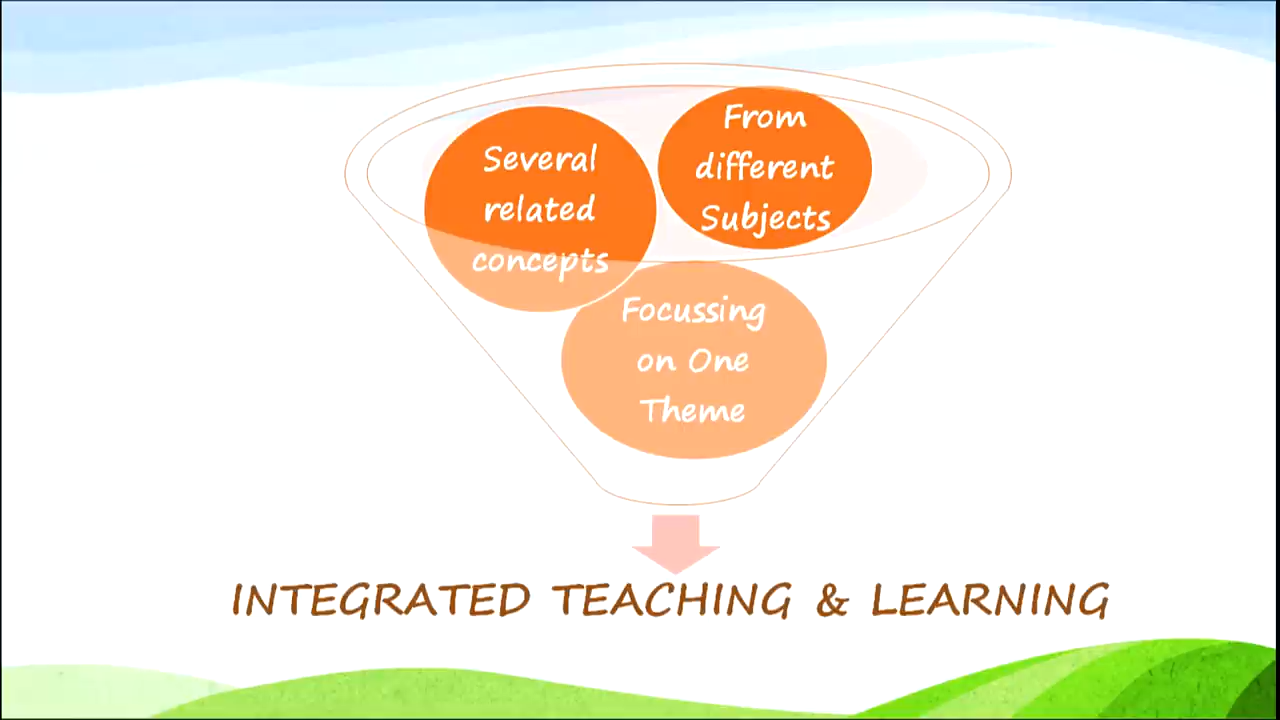 Several
related
concepts
From
different
Subjects
Focussing
on One
Theme
INTEGRATED TEACHING & LEARNING